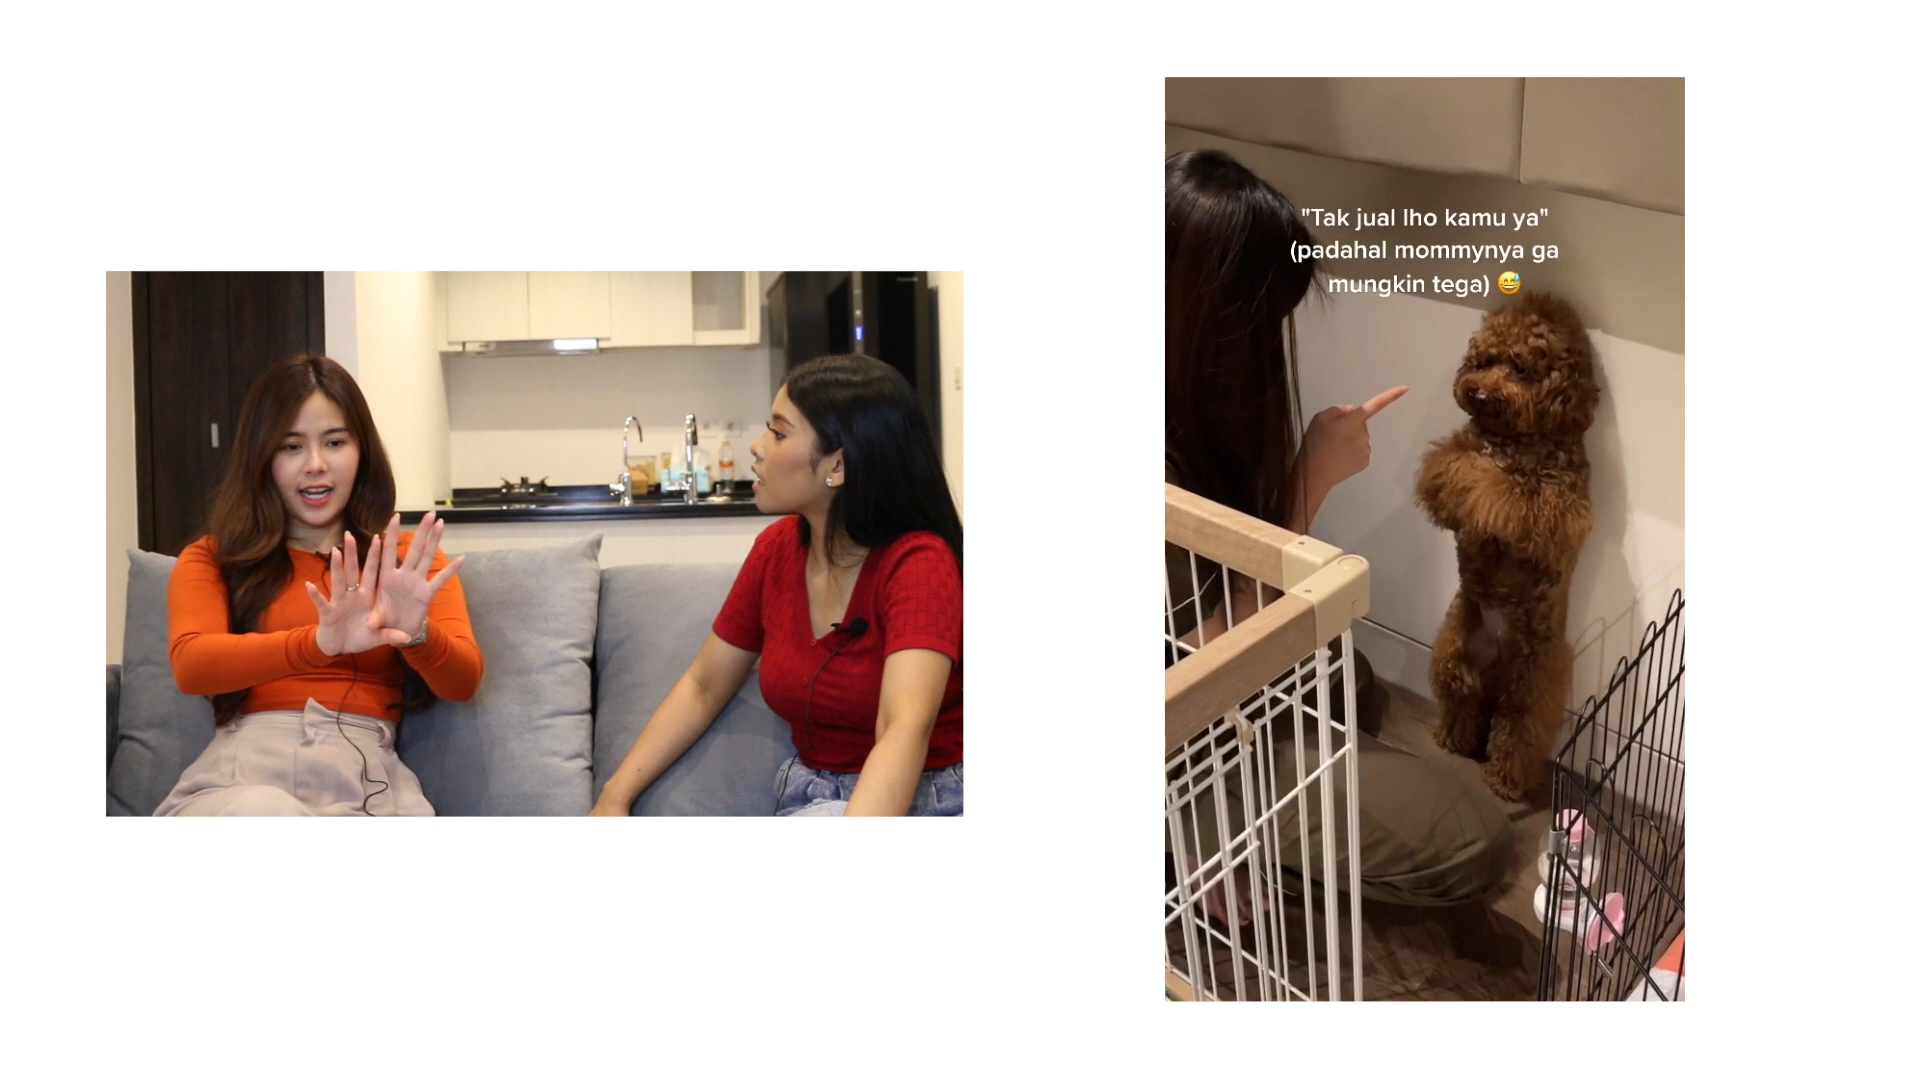 "Tak jual lho kamu ya"
(padahal mommynya ga
mungkin tega) 😅